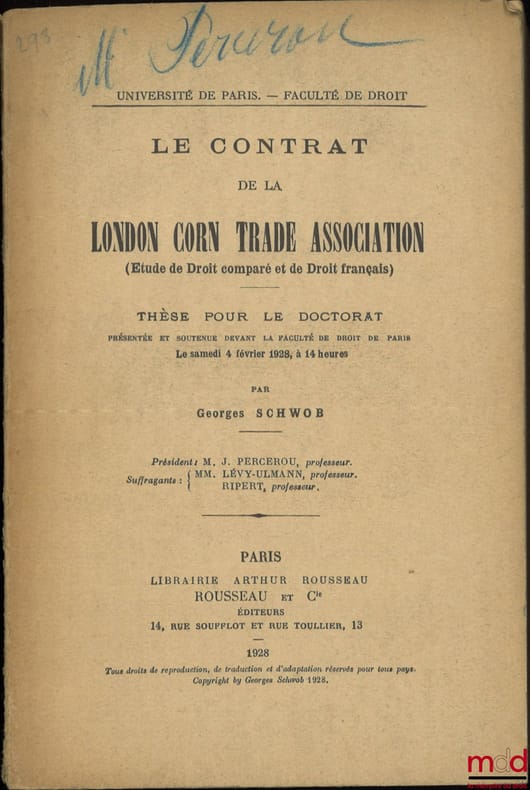 293
UNIVERSITÉ DE PARIS. — FACULTÉ DE DROIT
LE CONTRAT
DE LA
LONDON CORN TRADE ASSOCIATION
(Etude de Droit comparé et de Droit français)
THÈSE POUR LE DOCTORAT
PRÉSENTÉE ET SOUTENUE DEVANT LA FACULTÉ DE DROIT DE PARIS
Le samedi 4 février 1928, à 14 heures
PAR
Georges SCHWOB
Président : M. J. PERCEROU, professeur.
Suffragants : { MM. LÉVY-ULMANN, professeur.
RIPERT, professeur.
PARIS
LIBRAIRIE ARTHUR ROUSSEAU
ROUSSEAU ET Cie
ÉDITEURS
14, RUE SOUFFLOT ET RUE TOULLIER, 13
1928
Tous droits de reproduction, de traduction et d'adaptation réservés pour tous pays.
Copyright by Georges Schwob 1928.
mdd